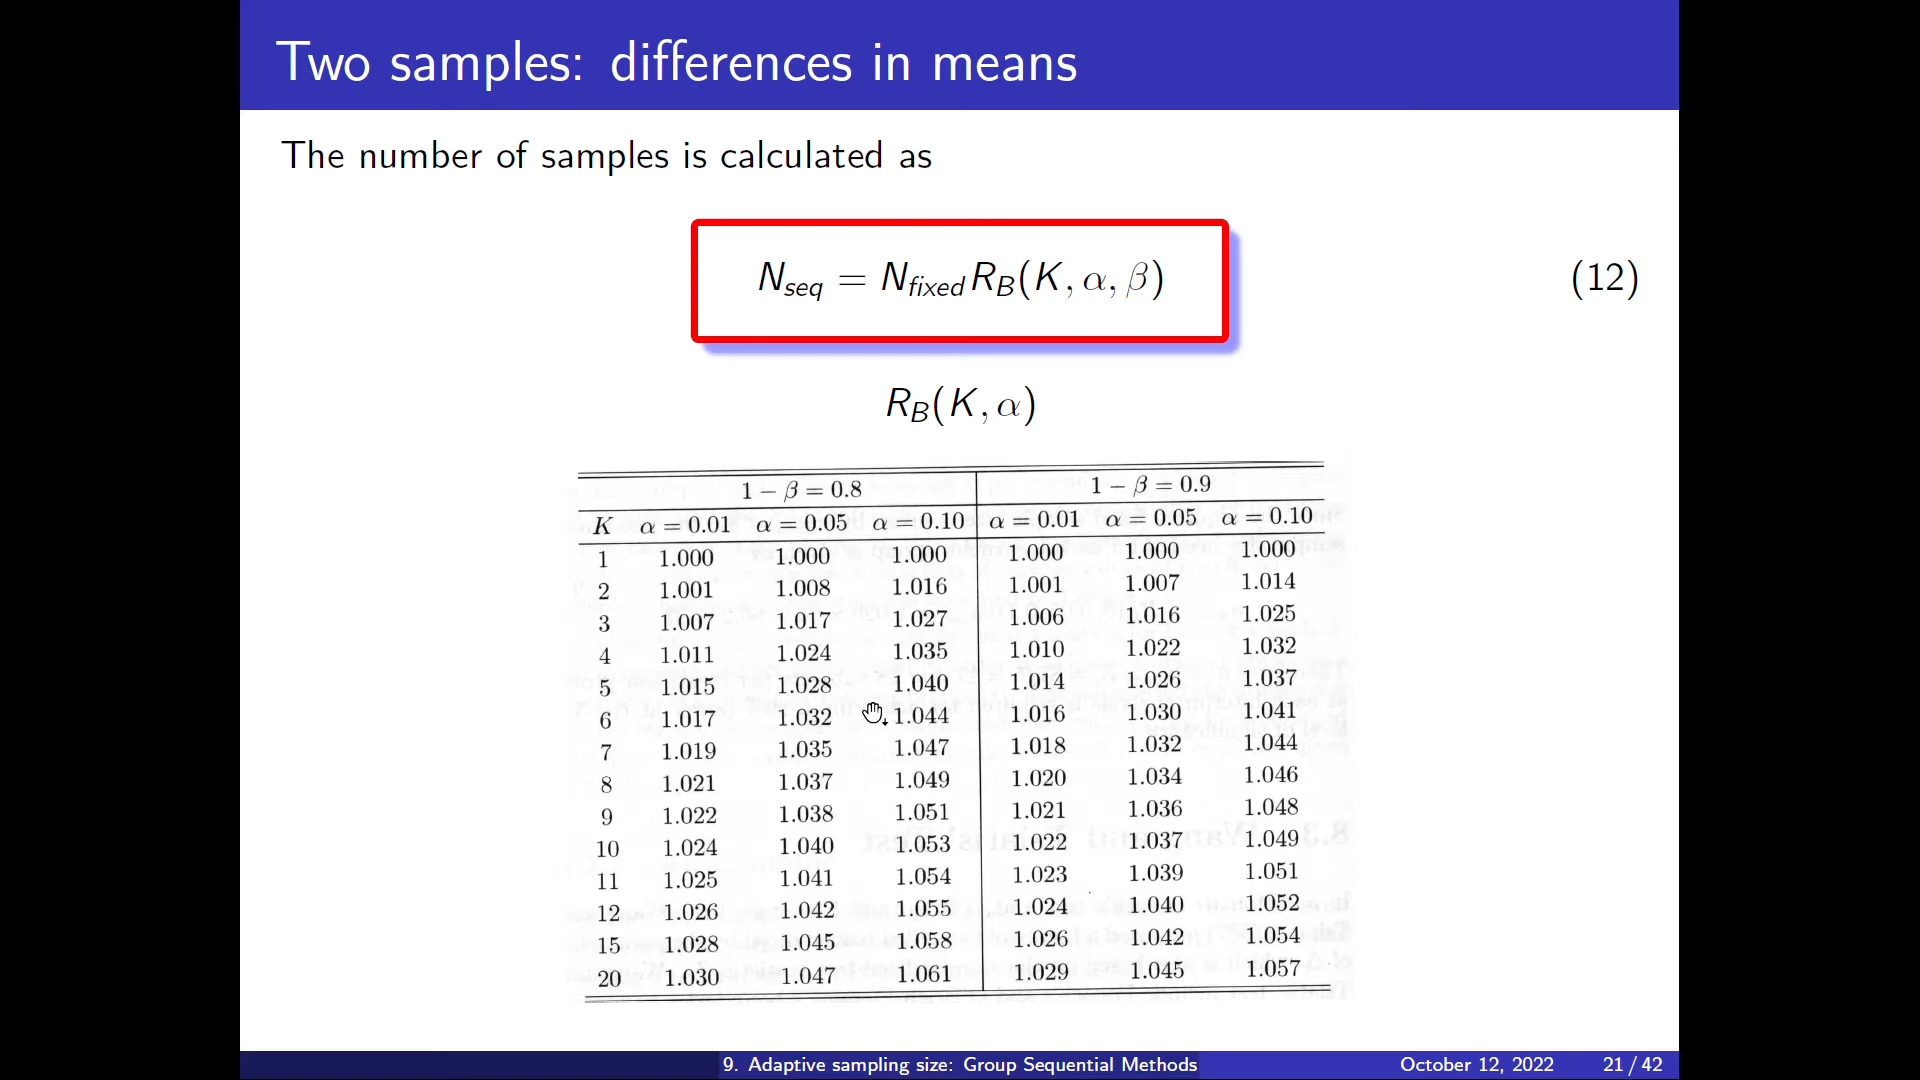 Two samples: differences in means
The number of samples is calculated as
N_seq = N_fixed R_B(K, α, β) (12)
R_B(K, α)
1 − β = 0.8 1 − β = 0.9
K α = 0.01 α = 0.05 α = 0.10 α = 0.01 α = 0.05 α = 0.10
1 1.000 1.000 1.000 1.000 1.000 1.000
2 1.001 1.008 1.016 1.001 1.007 1.014
3 1.007 1.017 1.027 1.006 1.016 1.025
4 1.011 1.024 1.035 1.010 1.022 1.032
5 1.015 1.028 1.040 1.014 1.026 1.037
6 1.017 1.032 1.044 1.016 1.030 1.041
7 1.019 1.035 1.047 1.018 1.032 1.044
8 1.021 1.037 1.049 1.020 1.034 1.046
9 1.022 1.038 1.051 1.021 1.036 1.048
10 1.024 1.040 1.053 1.022 1.037 1.049
11 1.025 1.041 1.054 1.023 1.039 1.051
12 1.026 1.042 1.055 1.024 1.040 1.052
15 1.028 1.045 1.058 1.026 1.042 1.054
20 1.030 1.047 1.061 1.029 1.045 1.057
9. Adaptive sampling size: Group Sequential Methods October 12, 2022 21 / 42